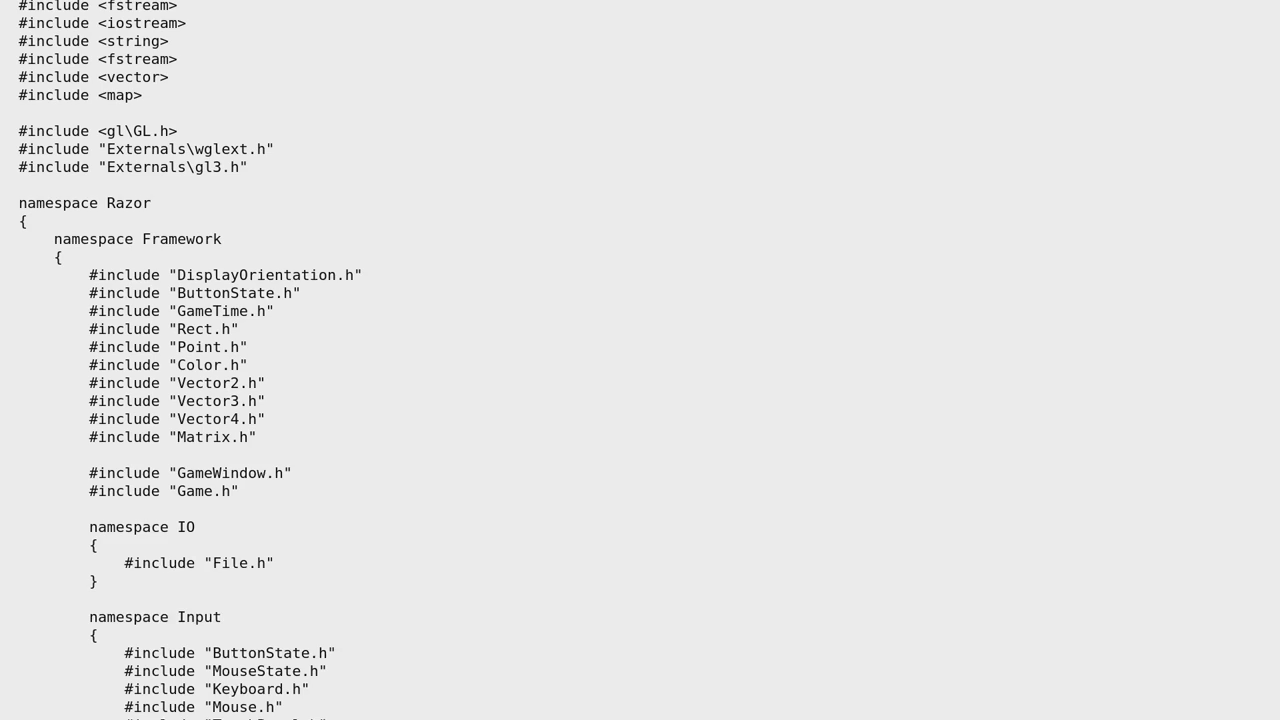 #include <fstream>
#include <iostream>
#include <string>
#include <fstream>
#include <vector>
#include <map>

#include <gl\GL.h>
#include "Externals\wglext.h"
#include "Externals\gl3.h"

namespace Razor
{
    namespace Framework
    {
        #include "DisplayOrientation.h"
        #include "ButtonState.h"
        #include "GameTime.h"
        #include "Rect.h"
        #include "Point.h"
        #include "Color.h"
        #include "Vector2.h"
        #include "Vector3.h"
        #include "Vector4.h"
        #include "Matrix.h"

        #include "GameWindow.h"
        #include "Game.h"

        namespace IO
        {
            #include "File.h"
        }

        namespace Input
        {
            #include "ButtonState.h"
            #include "MouseState.h"
            #include "Keyboard.h"
            #include "Mouse.h"